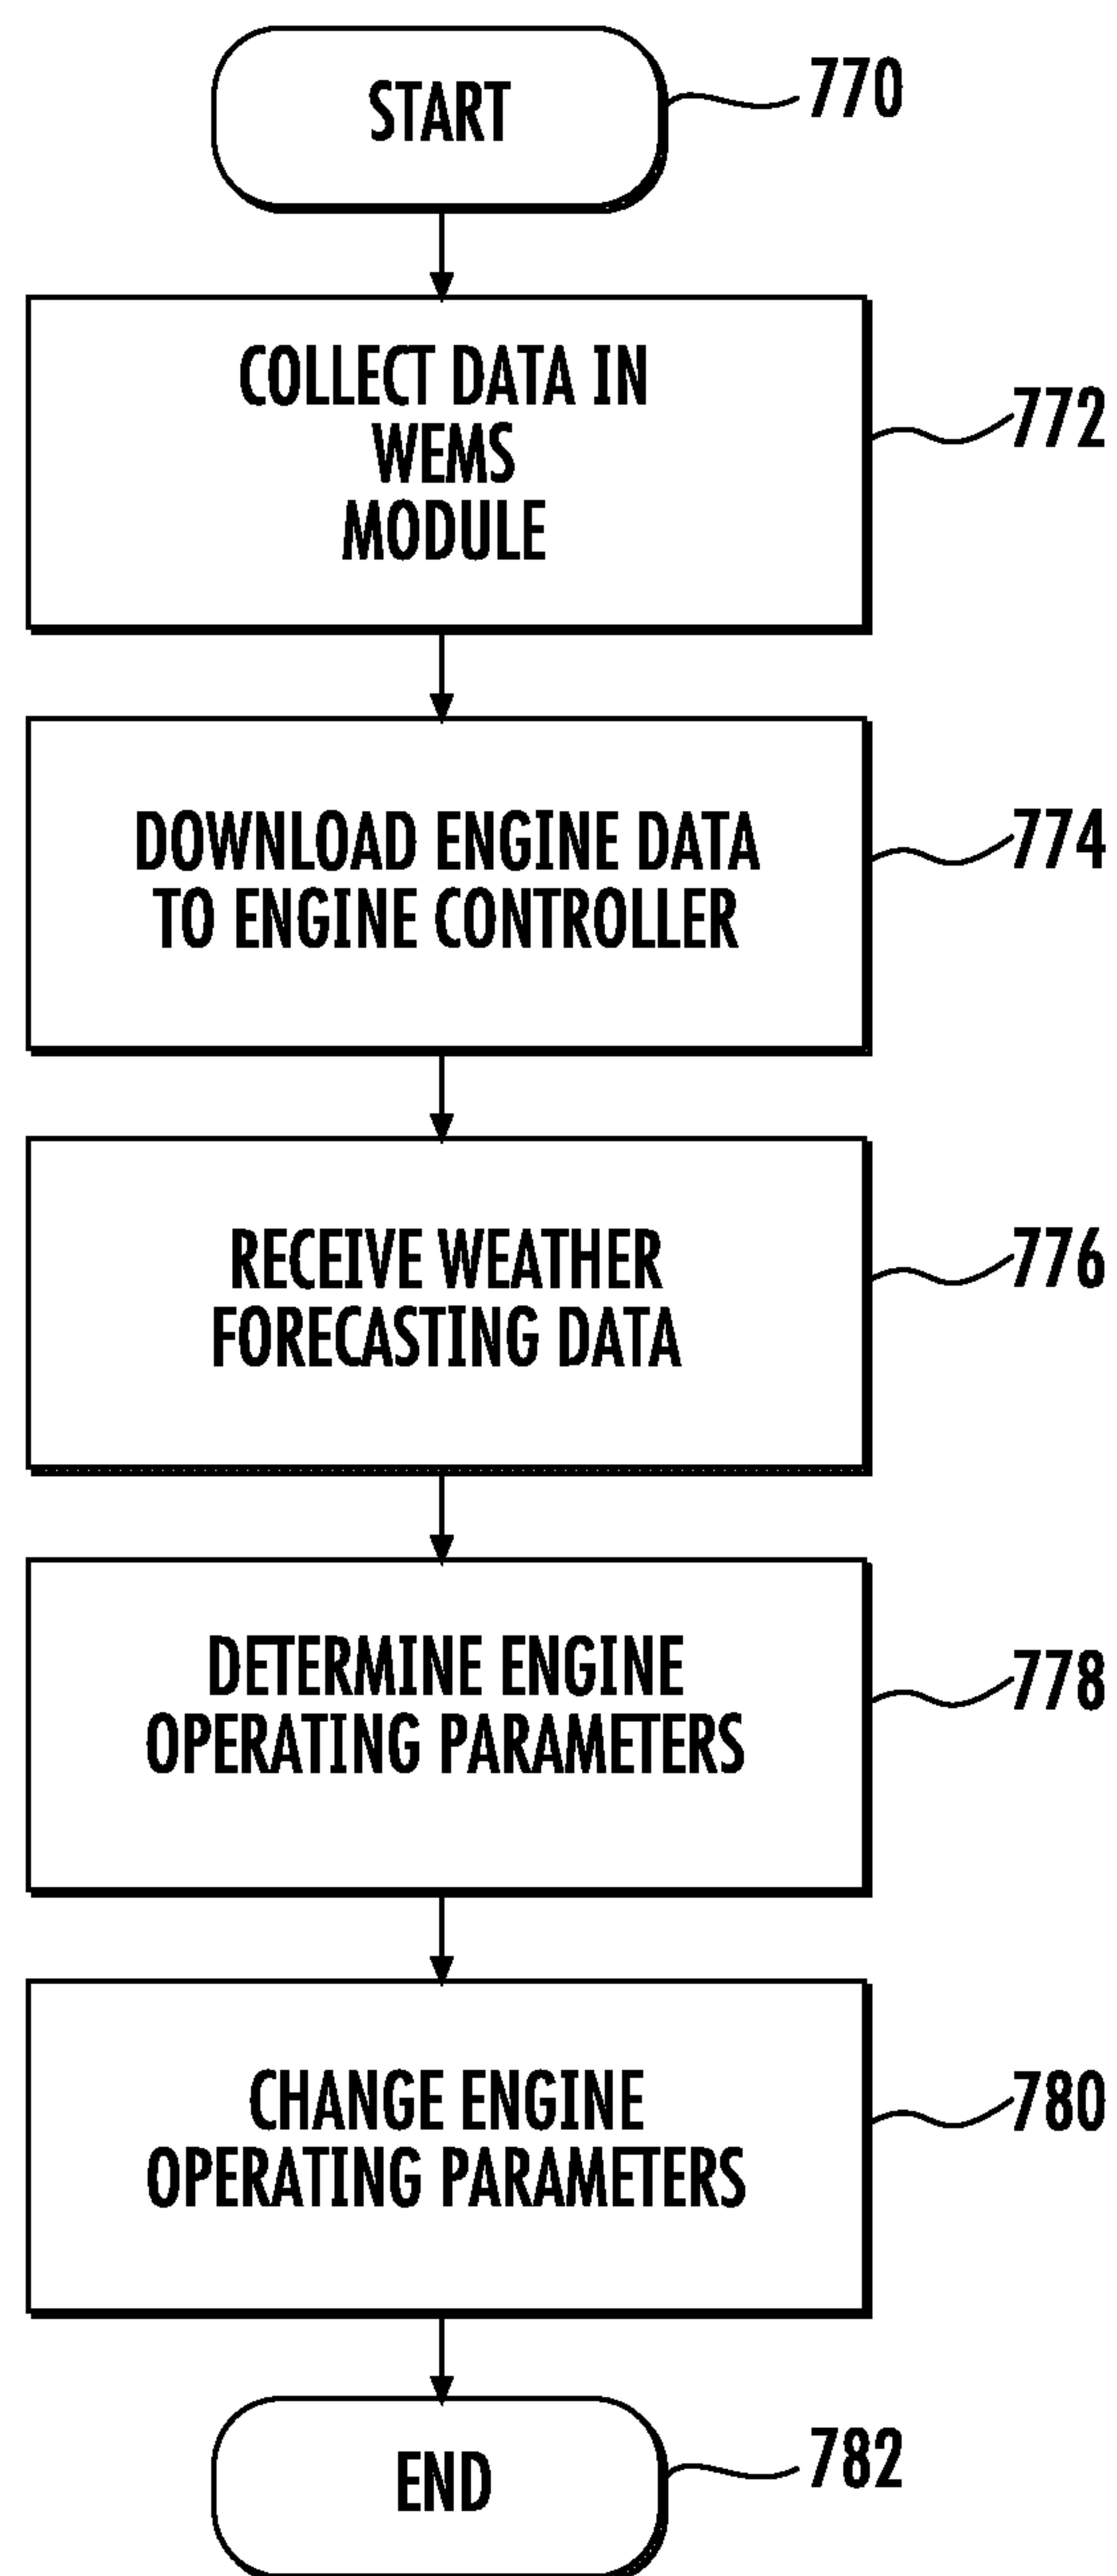 START
770
COLLECT DATA IN
WEMS
MODULE
772
DOWNLOAD ENGINE DATA
TO ENGINE CONTROLLER
774
RECEIVE WEATHER
FORECASTING DATA
776
DETERMINE ENGINE
OPERATING PARAMETERS
778
CHANGE ENGINE
OPERATING PARAMETERS
780
END
782